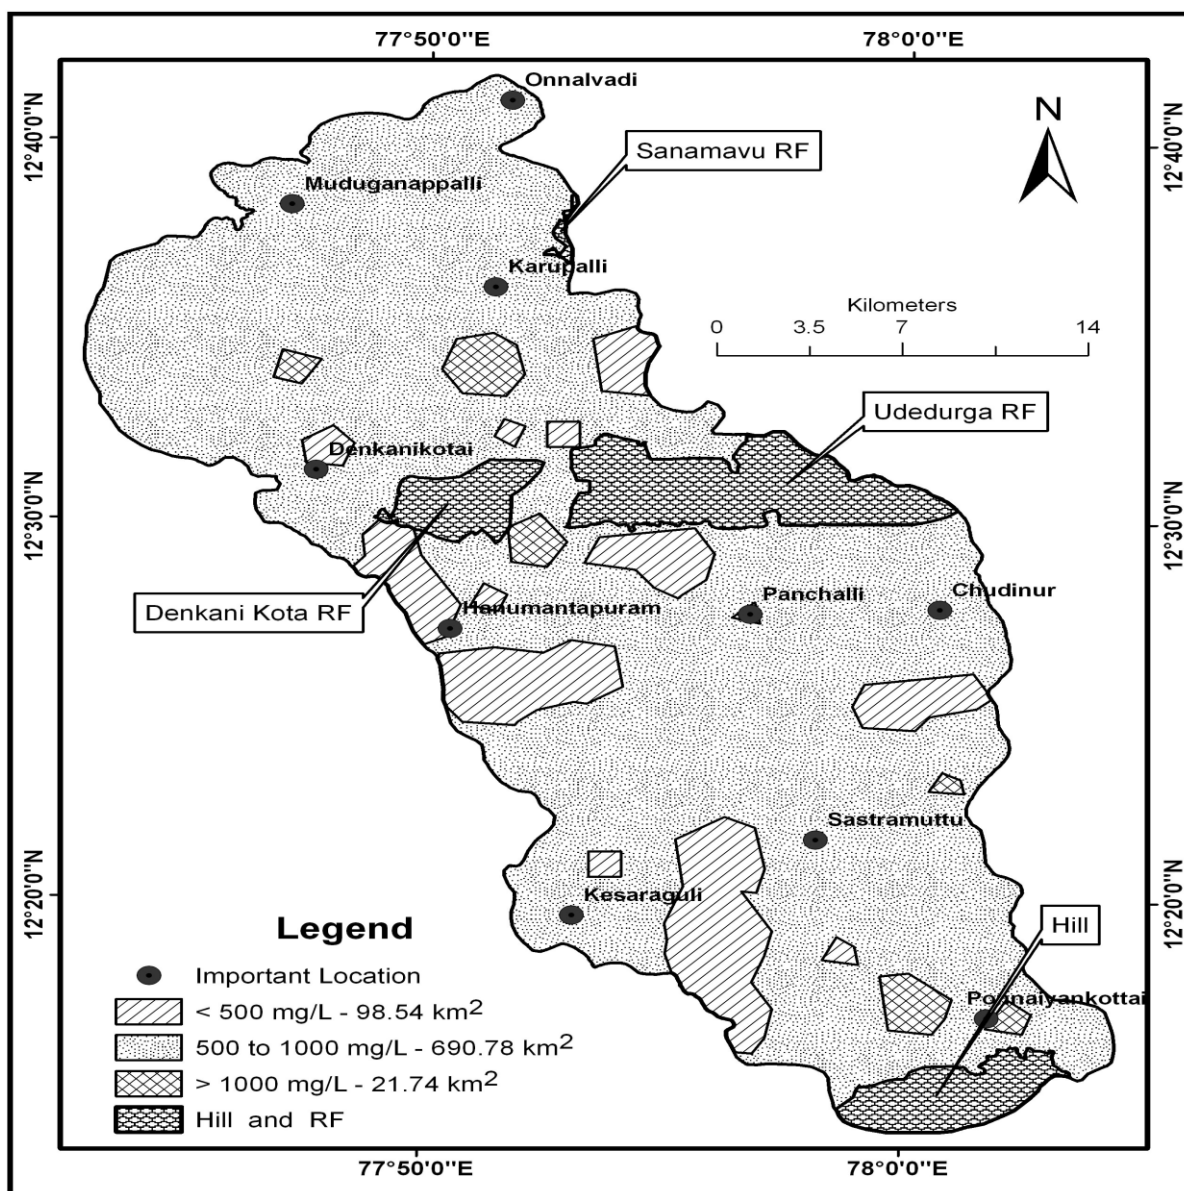 77°50'0"E 78°0'0"E
Onnalvadi
N
12°40'0"N
12°40'0"N
Sanamavu RF
Muduganappalli
Karupalli
Kilometers
0 3.5 7 14
Udedurga RF
Denkanikotai
12°30'0"N
12°30'0"N
Panchalli
Chudinur
Denkani Kota RF
Hanumantapuram
Sastramuttu
Kesaraguli
12°20'0"N
12°20'0"N
Hill
Ponnaiyankottai
Legend
Important Location
< 500 mg/L - 98.54 km²
500 to 1000 mg/L - 690.78 km²
> 1000 mg/L - 21.74 km²
Hill and RF
77°50'0"E 78°0'0"E